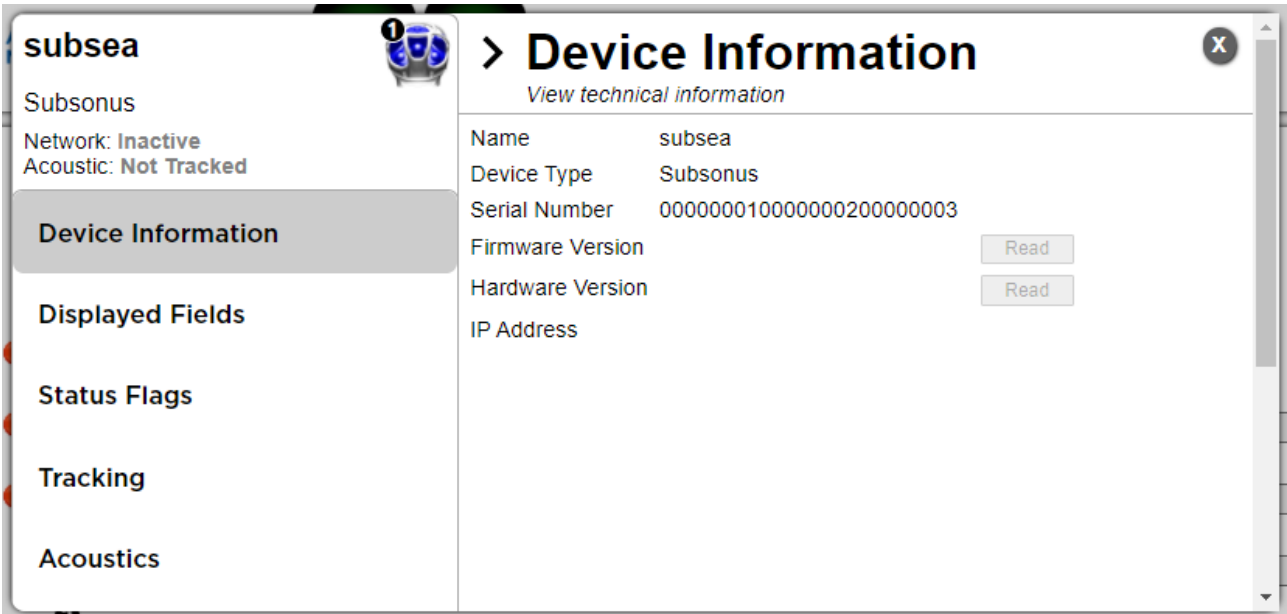 subsea
1
Subsonus
Network: Inactive
Acoustic: Not Tracked
Device Information
Displayed Fields
Status Flags
Tracking
Acoustics
> Device Information
X
View technical information
Name subsea
Device Type Subsonus
Serial Number 000000010000000200000003
Firmware Version Read
Hardware Version Read
IP Address